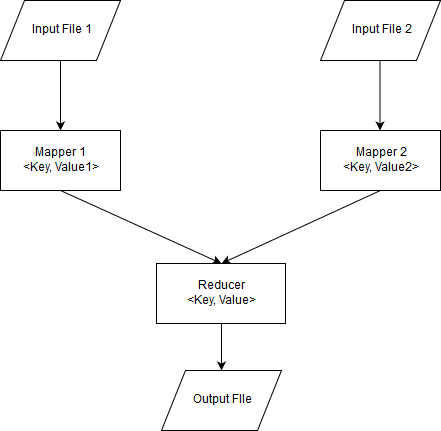 Input File 1
Input File 2
Mapper 1
<Key, Value1>
Mapper 2
<Key, Value2>
Reducer
<Key, Value>
Output FIle